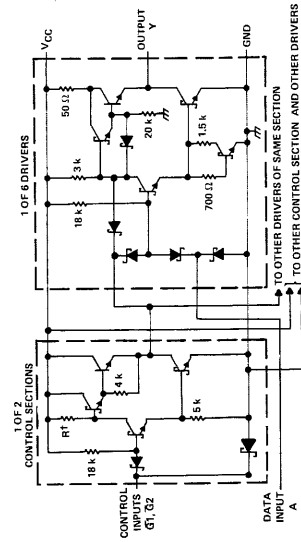 1 OF 2
CONTROL SECTIONS
18 k
R†
4 k
5 k
CONTROL
INPUTS
G̅1, G̅2
DATA
INPUT
A
1 OF 6 DRIVERS
VCC
50 Ω
OUTPUT
Y
GND
18 k
3 k
20 k
1.5 k
700 Ω
TO OTHER DRIVERS OF SAME SECTION
TO OTHER CONTROL SECTION AND OTHER DRIVERS